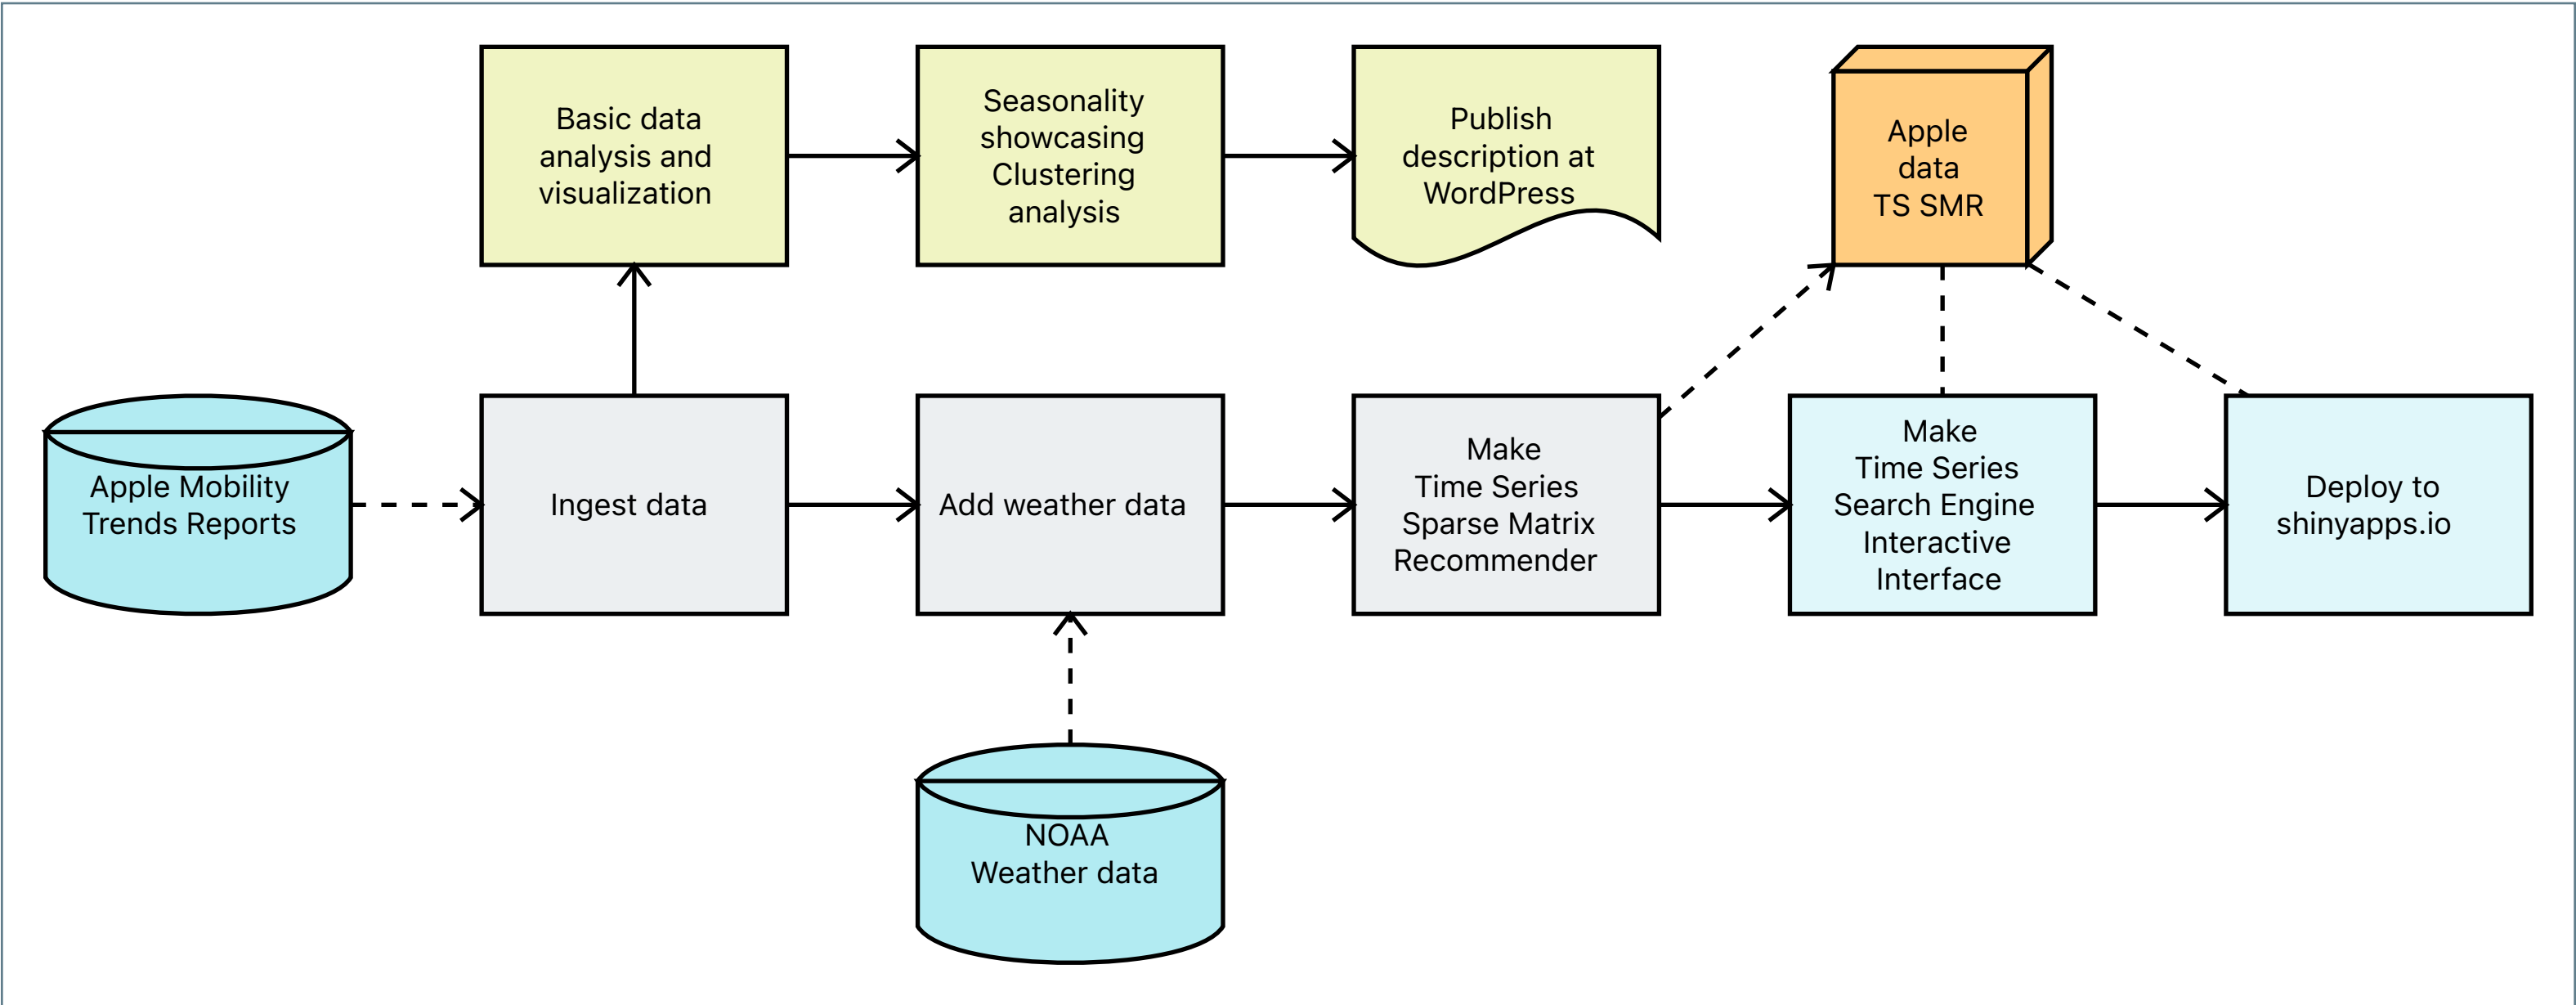 Basic data
analysis and
visualization
Seasonality
showcasing
Clustering
analysis
Publish
description at
WordPress
Apple
data
TS SMR
Apple Mobility
Trends Reports
Ingest data
Add weather data
Make
Time Series
Sparse Matrix
Recommender
Make
Time Series
Search Engine
Interactive
Interface
Deploy to
shinyapps.io
NOAA
Weather data